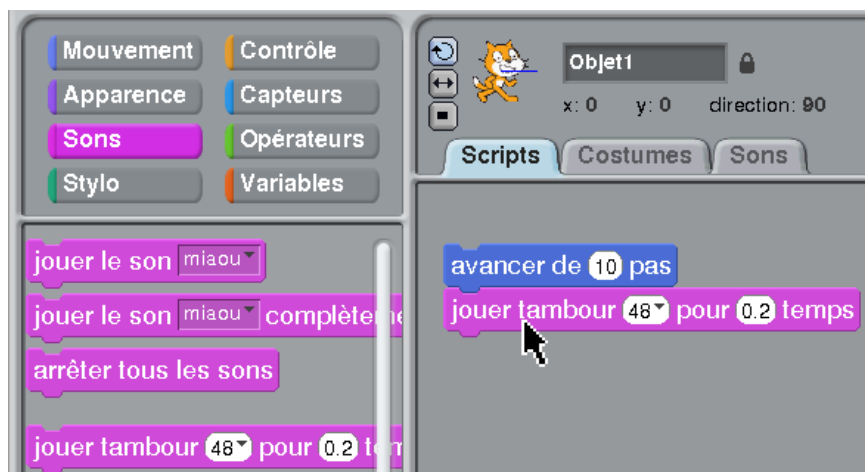 Mouvement Contrôle
Apparence Capteurs
Sons Opérateurs
Stylo Variables
jouer le son miaou
jouer le son miaou complèteme
arrêter tous les sons
jouer tambour 48 pour 0.2 tem
Objet1
x: 0 y: 0 direction: 90
Scripts Costumes Sons
avancer de 10 pas
jouer tambour 48 pour 0.2 temps